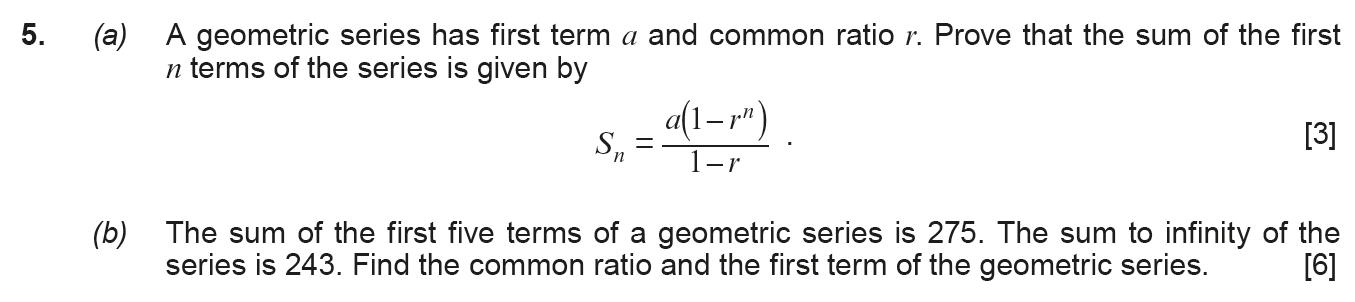 5. (a) A geometric series has first term a and common ratio r. Prove that the sum of the first
n terms of the series is given by
Sₙ = a(1 – rⁿ) / (1 – r) . [3]
(b) The sum of the first five terms of a geometric series is 275. The sum to infinity of the
series is 243. Find the common ratio and the first term of the geometric series. [6]